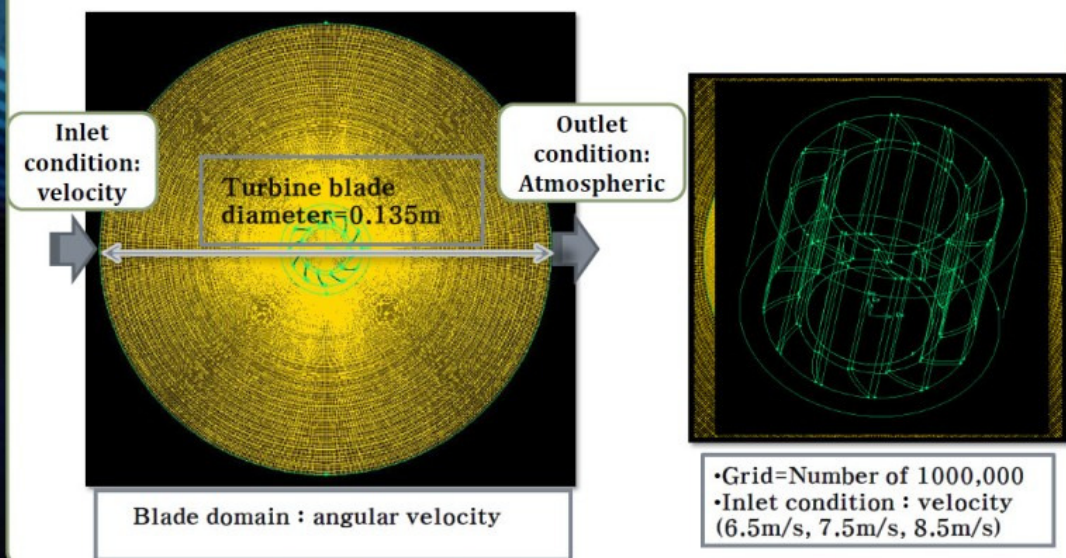 Inlet
condition:
velocity
Turbine blade
diameter=0.135m
Outlet
condition:
Atmospheric
Blade domain : angular velocity
•Grid=Number of 1000,000
•Inlet condition : velocity
(6.5m/s, 7.5m/s, 8.5m/s)